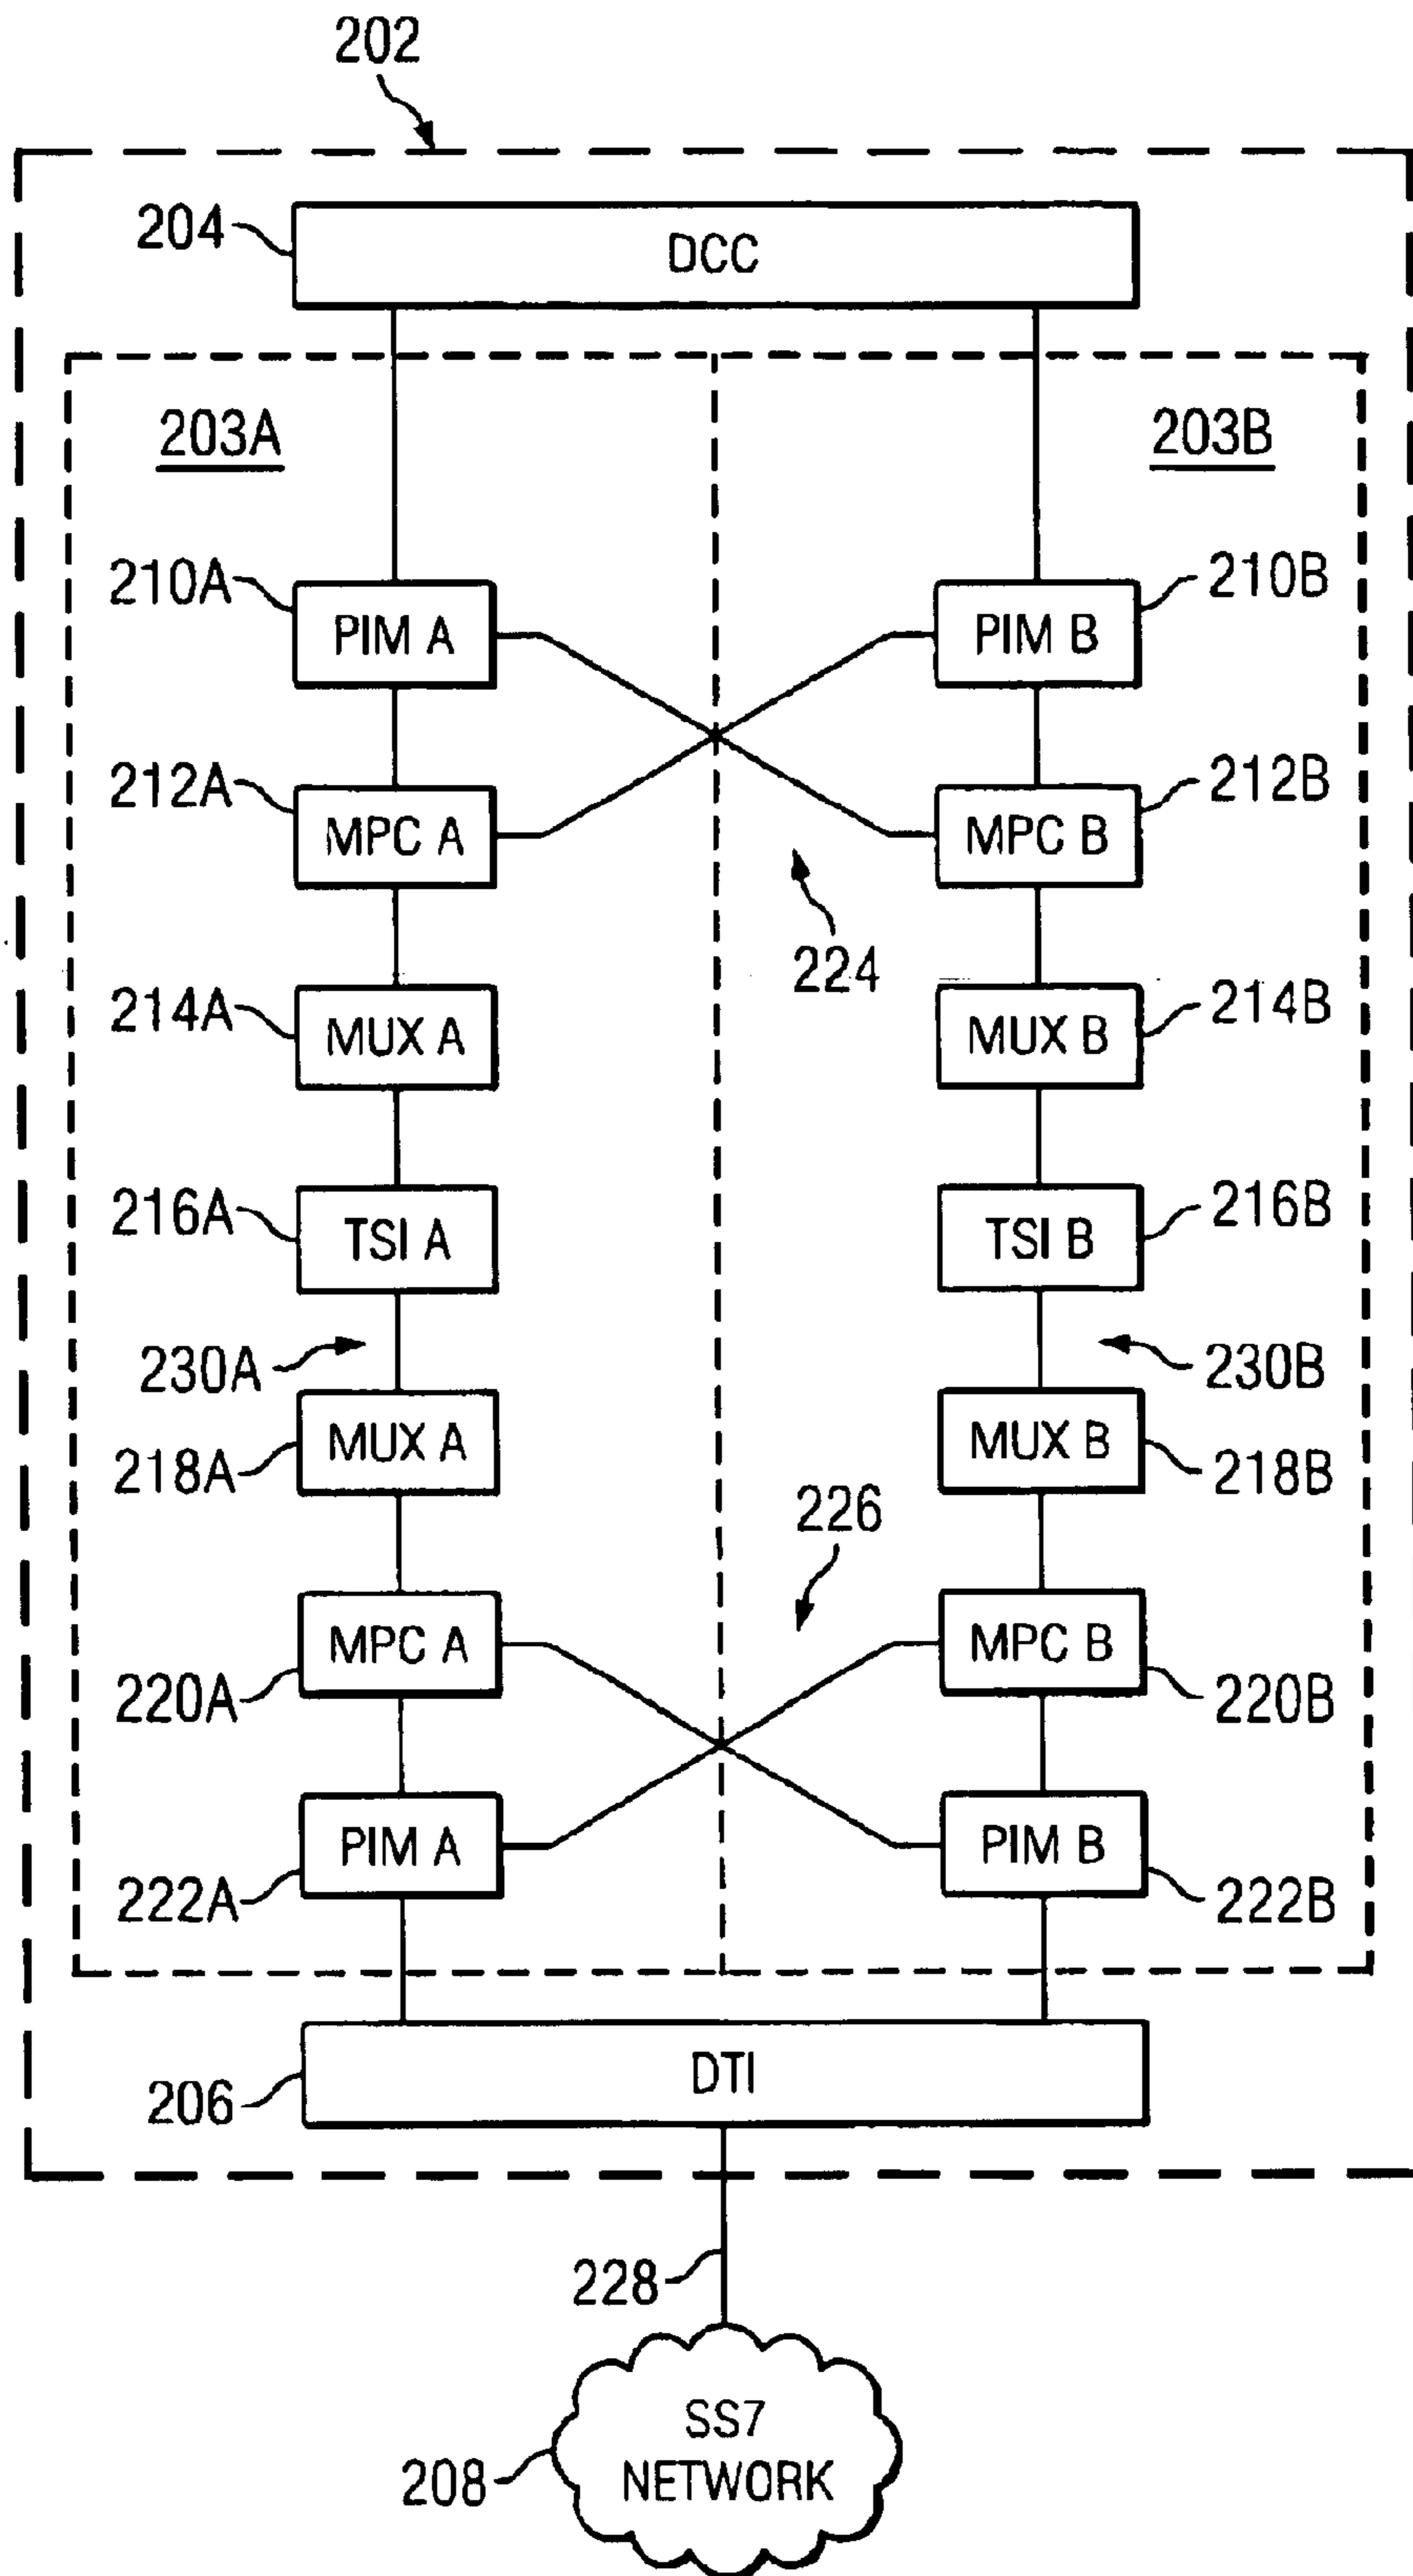 202
204
DCC
203A
203B
210A
PIM A
PIM B
210B
212A
MPC A
MPC B
212B
224
214A
MUX A
MUX B
214B
216A
TSI A
TSI B
216B
230A
230B
218A
MUX A
MUX B
218B
226
220A
MPC A
MPC B
220B
222A
PIM A
PIM B
222B
206
DTI
228
208
SS7
NETWORK